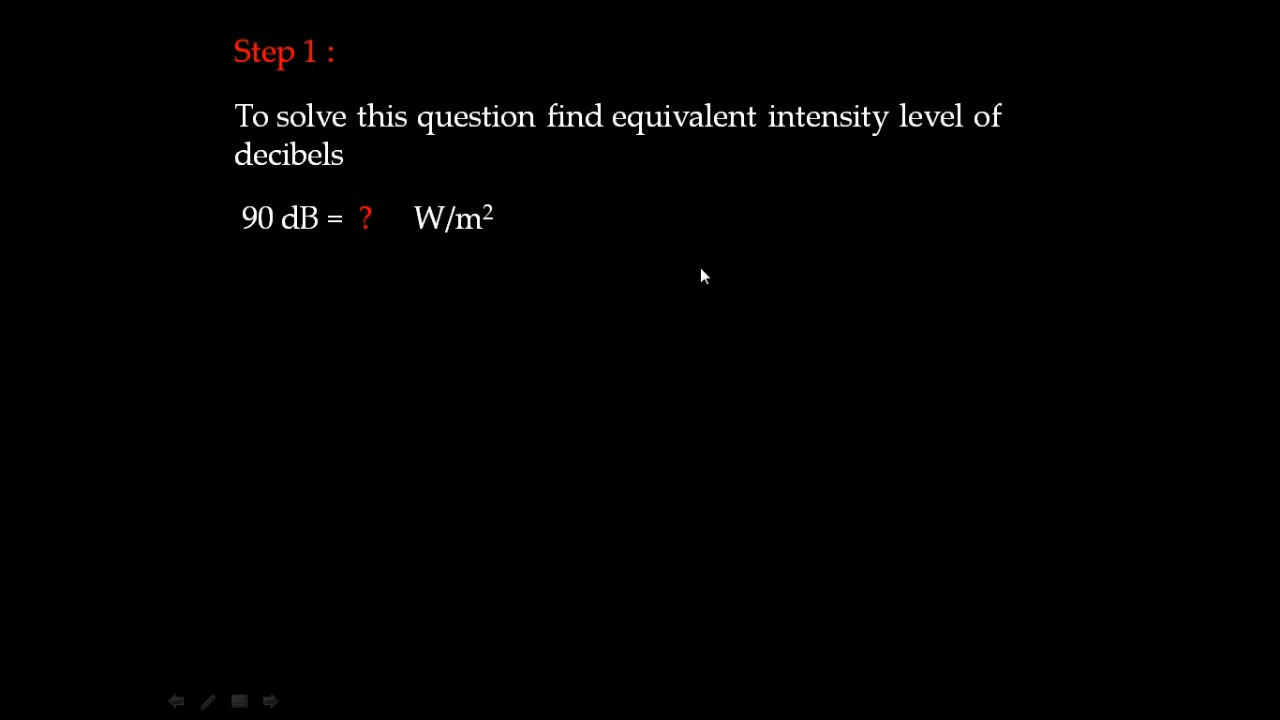 Step 1 :
To solve this question find equivalent intensity level of
decibels
90 dB = ? W/m²